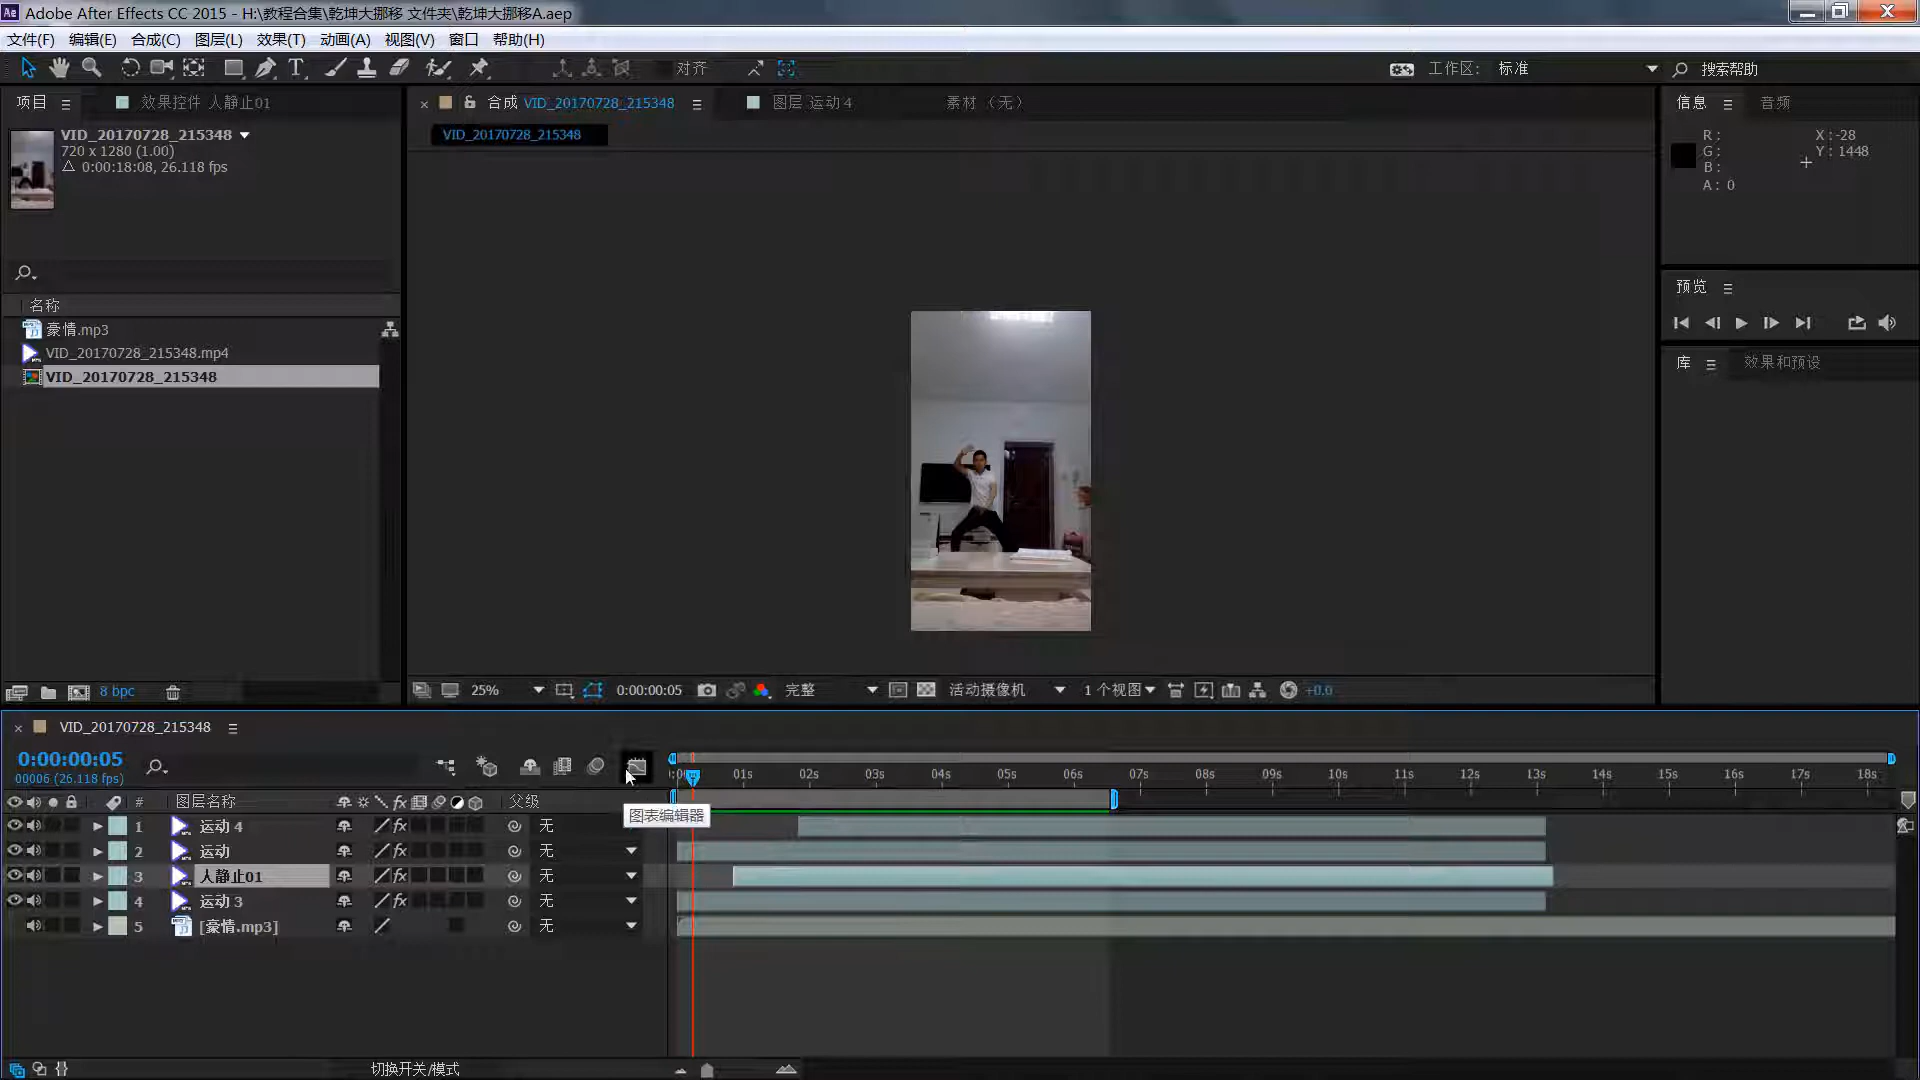 Adobe After Effects CC 2015 - H:\教程合集\乾坤大挪移 文件夹\乾坤大挪移A.aep
文件(F) 编辑(E) 合成(C) 图层(L) 效果(T) 动画(A) 视图(V) 窗口 帮助(H)
对齐 工作区: 标准 搜索帮助
项目 效果控件 人静止01
VID_20170728_215348
720 x 1280 (1.00)
Δ 0:00:18:08, 26.118 fps
名称
豪情.mp3
VID_20170728_215348.mp4
VID_20170728_215348
8 bpc
合成 VID_20170728_215348 图层 运动 4 素材 (无)
VID_20170728_215348
25% 0:00:00:05 完整 活动摄像机 1 个视图 +0.0
信息 音频
R: X: -28
G: Y: 1448
B:
A: 0
预览
库 效果和预设
VID_20170728_215348
0:00:00:05
00006 (26.118 fps)
01s 02s 03s 04s 05s 06s 07s 08s 09s 10s 11s 12s 13s 14s 15s 16s 17s 18s
# 图层名称 fx 父级
图表编辑器
1 运动 4 fx 无
2 运动 fx 无
3 人静止01 fx 无
4 运动 3 fx 无
5 [豪情.mp3] 无
切换开关/模式